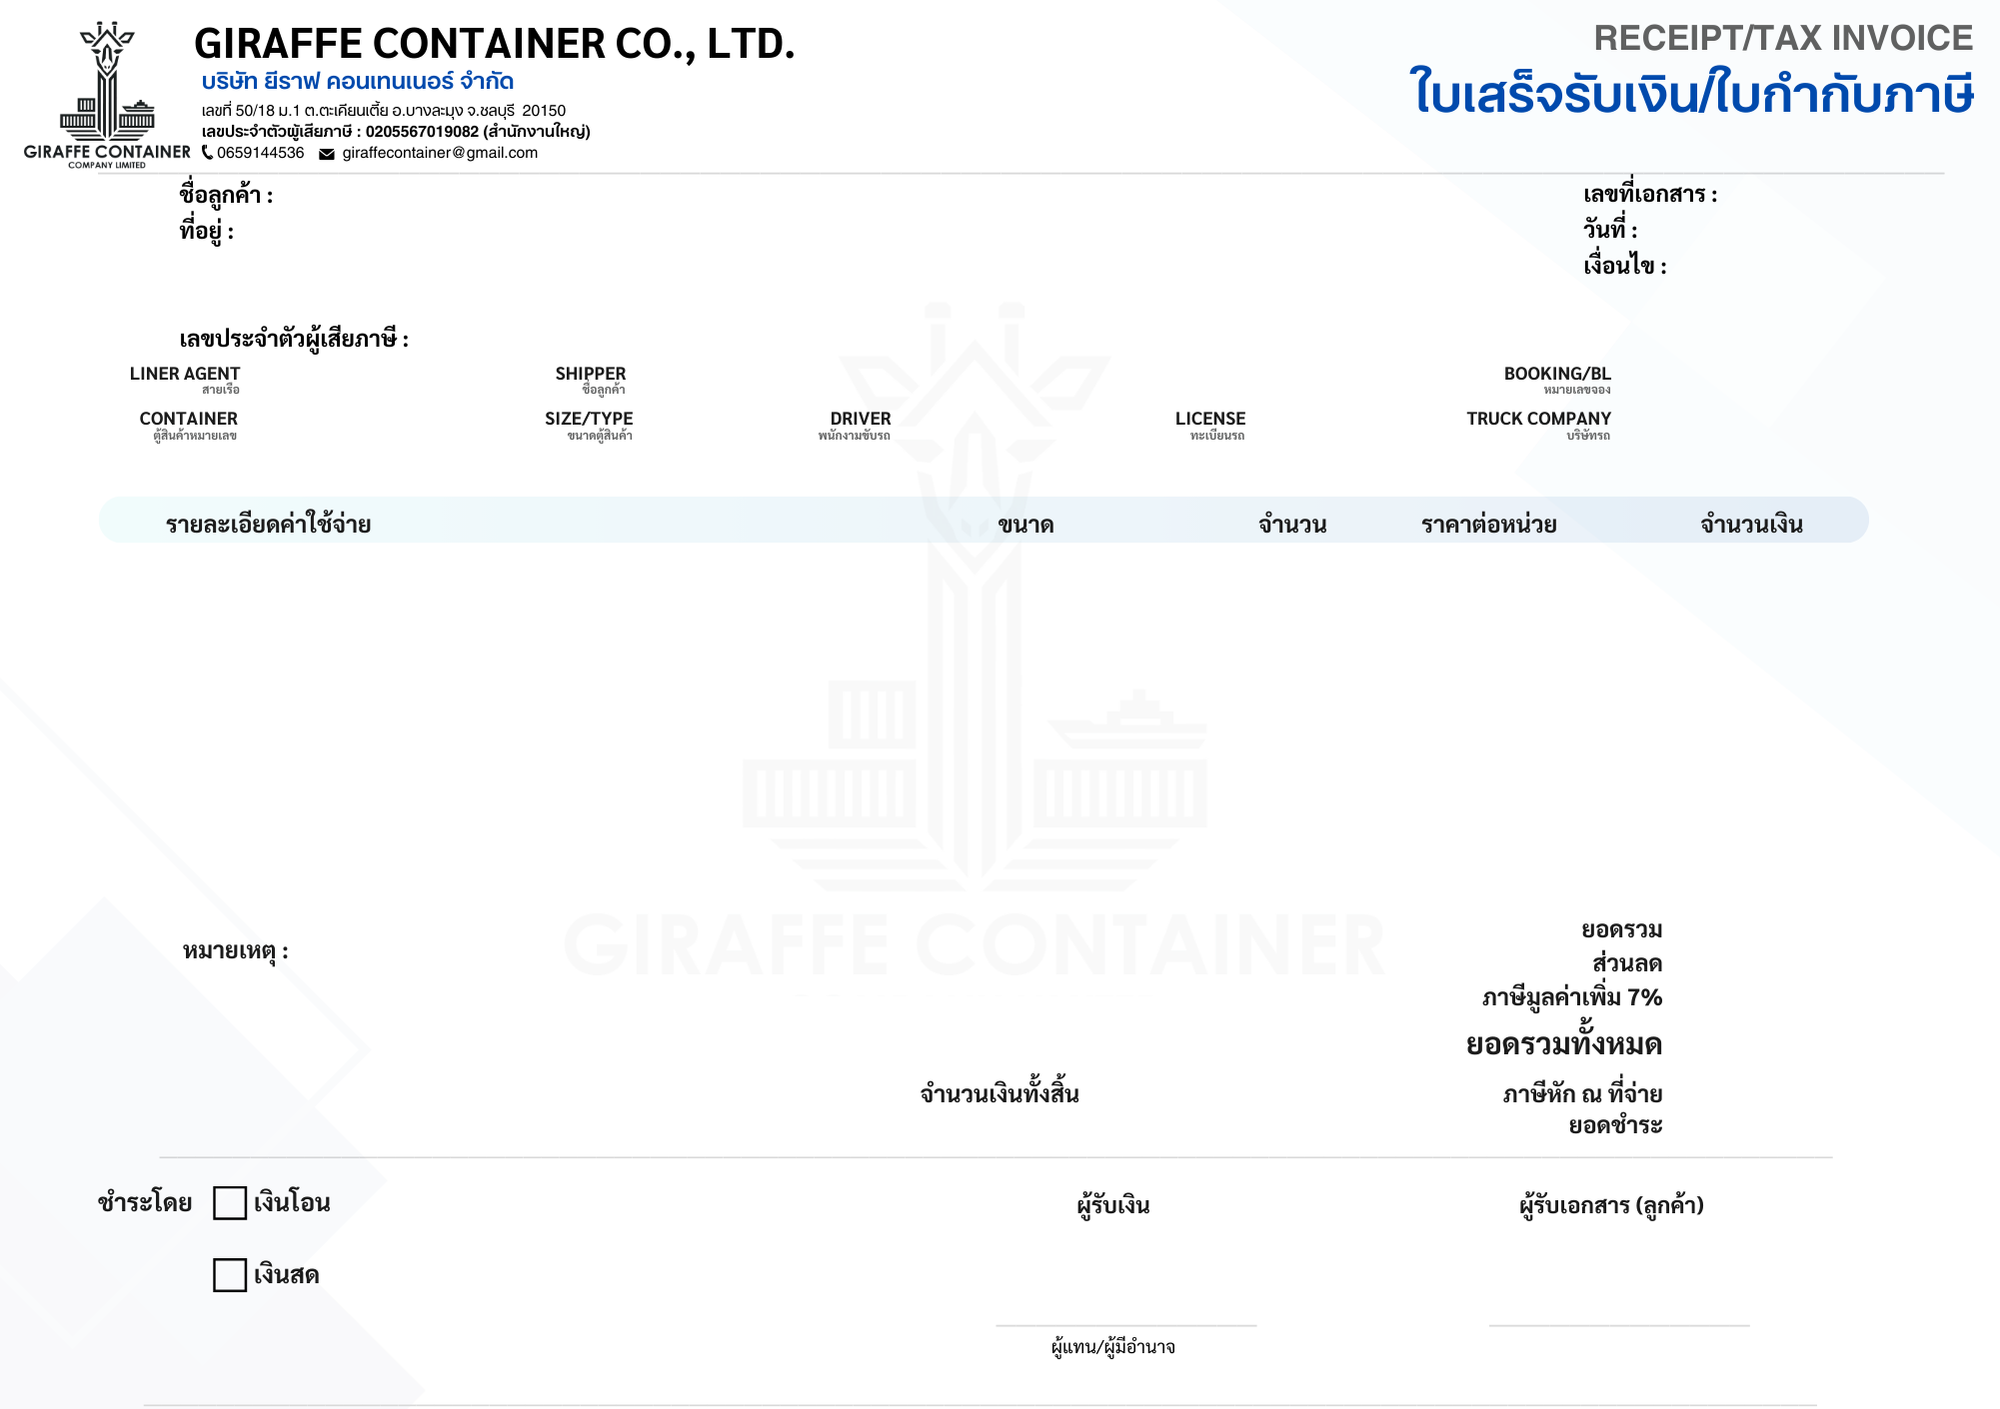 GIRAFFE CONTAINER CO., LTD.
บริษัท ยีราฟ คอนเทนเนอร์ จำกัด
เลขที่ 50/18 ม.1 ต.ตะเคียนเตี้ย อ.บางละมุง จ.ชลบุรี 20150
เลขประจำตัวผู้เสียภาษี : 0205567019082 (สำนักงานใหญ่)
0659144536 giraffecontainer@gmail.com
GIRAFFE CONTAINER
COMPANY LIMITED
RECEIPT/TAX INVOICE
ใบเสร็จรับเงิน/ใบกำกับภาษี
ชื่อลูกค้า :
ที่อยู่ :
เลขที่เอกสาร :
วันที่ :
เงื่อนไข :
เลขประจำตัวผู้เสียภาษี :
LINER AGENT SHIPPER BOOKING/BL
สายเรือ ชื่อลูกค้า หมายเลขจอง
CONTAINER SIZE/TYPE DRIVER LICENSE TRUCK COMPANY
ตู้สินค้าหมายเลข ขนาดตู้สินค้า พนักงามขับรถ ทะเบียนรถ บริษัทรถ
รายละเอียดค่าใช้จ่าย ขนาด จำนวน ราคาต่อหน่วย จำนวนเงิน
GIRAFFE CONTAINER
หมายเหตุ :
ยอดรวม
ส่วนลด
ภาษีมูลค่าเพิ่ม 7%
ยอดรวมทั้งหมด
จำนวนเงินทั้งสิ้น ภาษีหัก ณ ที่จ่าย
ยอดชำระ
ชำระโดย เงินโอน ผู้รับเงิน ผู้รับเอกสาร (ลูกค้า)
เงินสด
ผู้แทน/ผู้มีอำนาจ